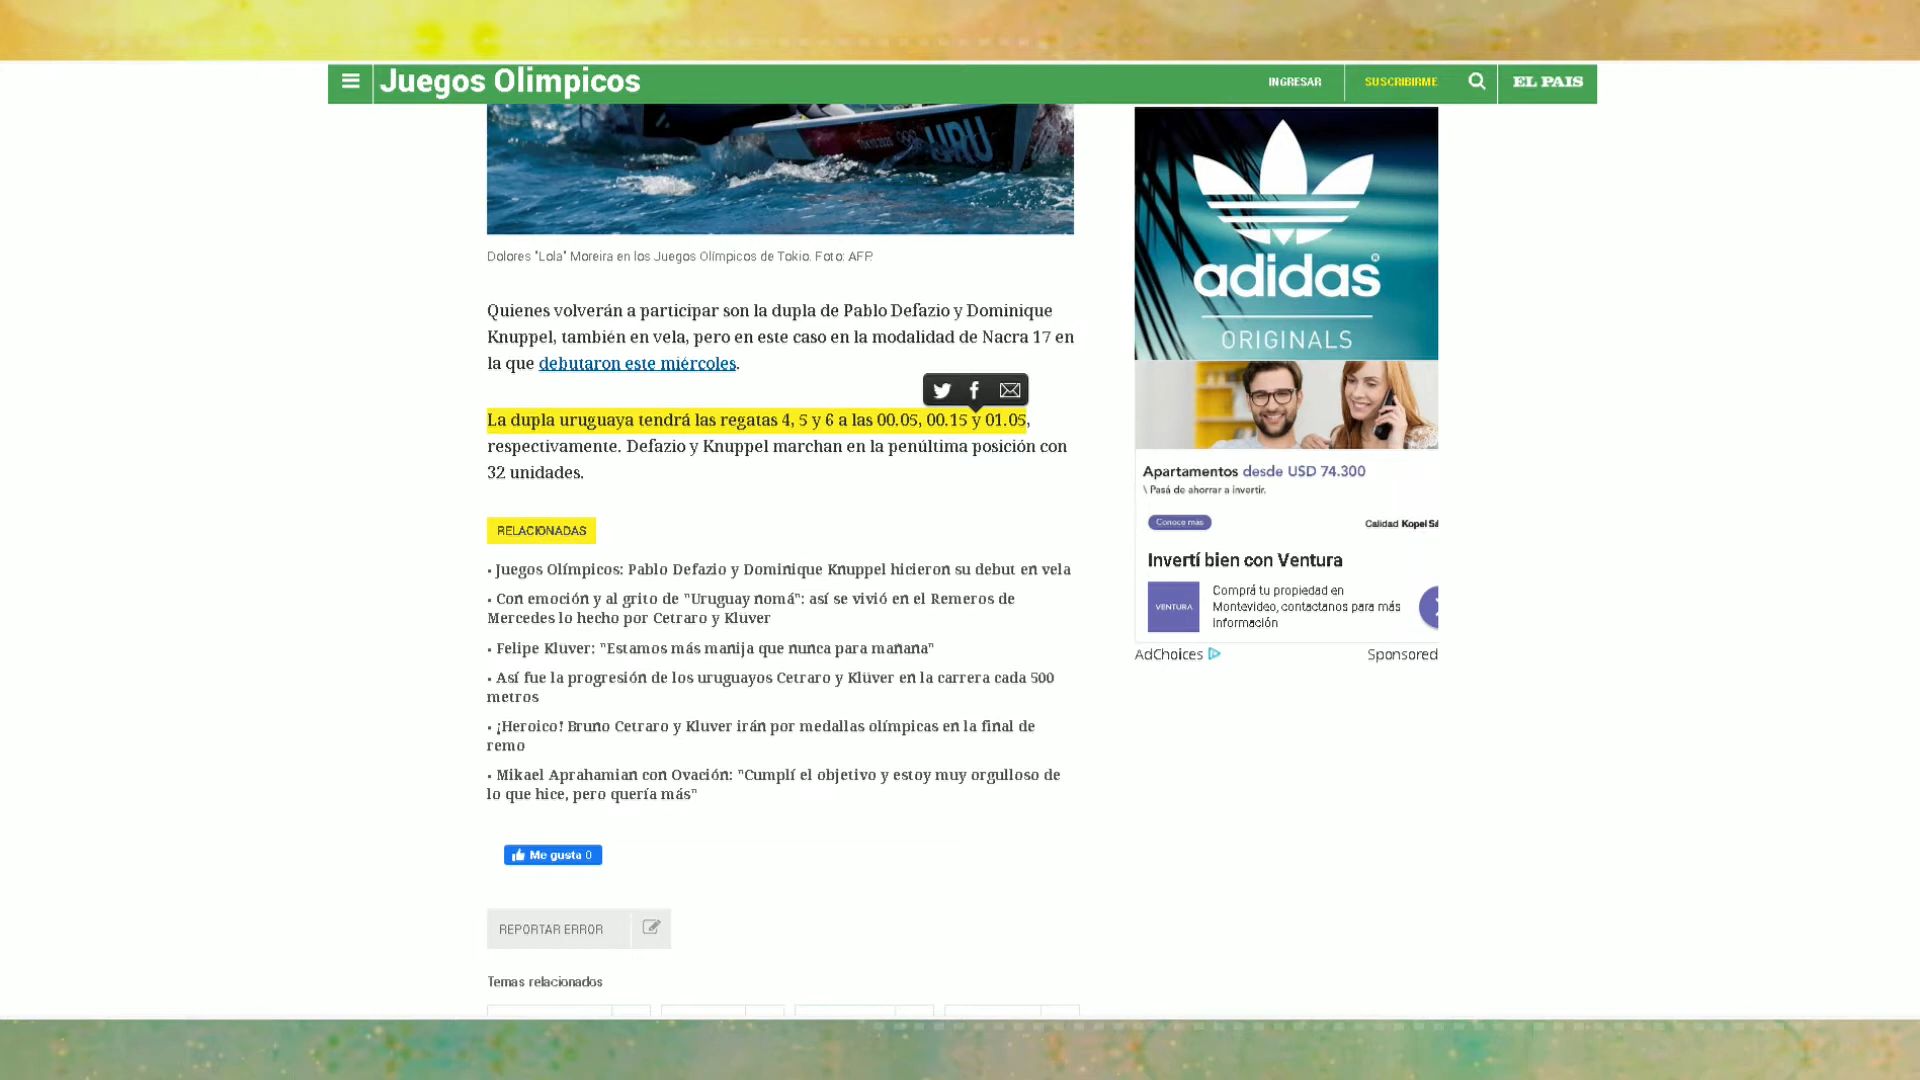 Juegos Olimpicos
INGRESAR
SUSCRIBIRME
EL PAIS
TOKYO 2020
URU
Dolores "Lola" Moreira en los Juegos Olímpicos de Tokio. Foto: AFP.
Quienes volverán a participar son la dupla de Pablo Defazio y Dominique
Knuppel, también en vela, pero en este caso en la modalidad de Nacra 17 en
la que debutaron este miércoles.
La dupla uruguaya tendrá las regatas 4, 5 y 6 a las 00.05, 00.15 y 01.05,
respectivamente. Defazio y Knuppel marchan en la penúltima posición con
32 unidades.
RELACIONADAS
• Juegos Olímpicos: Pablo Defazio y Dominique Knuppel hicieron su debut en vela
• Con emoción y al grito de "Uruguay nomá": así se vivió en el Remeros de
Mercedes lo hecho por Cetraro y Kluver
• Felipe Kluver: "Estamos más manija que nunca para mañana"
• Así fue la progresión de los uruguayos Cetraro y Klüver en la carrera cada 500
metros
• ¡Heroico! Bruno Cetraro y Kluver irán por medallas olímpicas en la final de
remo
• Mikael Aprahamian con Ovación: "Cumplí el objetivo y estoy muy orgulloso de
lo que hice, pero quería más"
Me gusta 0
REPORTAR ERROR
Temas relacionados
adidas®
ORIGINALS
Apartamentos desde USD 74.300
\ Pasá de ahorrar a invertir.
Conoce más
Calidad Kopel Sá
Invertí bien con Ventura
VENTURA
Comprá tu propiedad en
Montevideo, contactanos para más
información
AdChoices
Sponsored